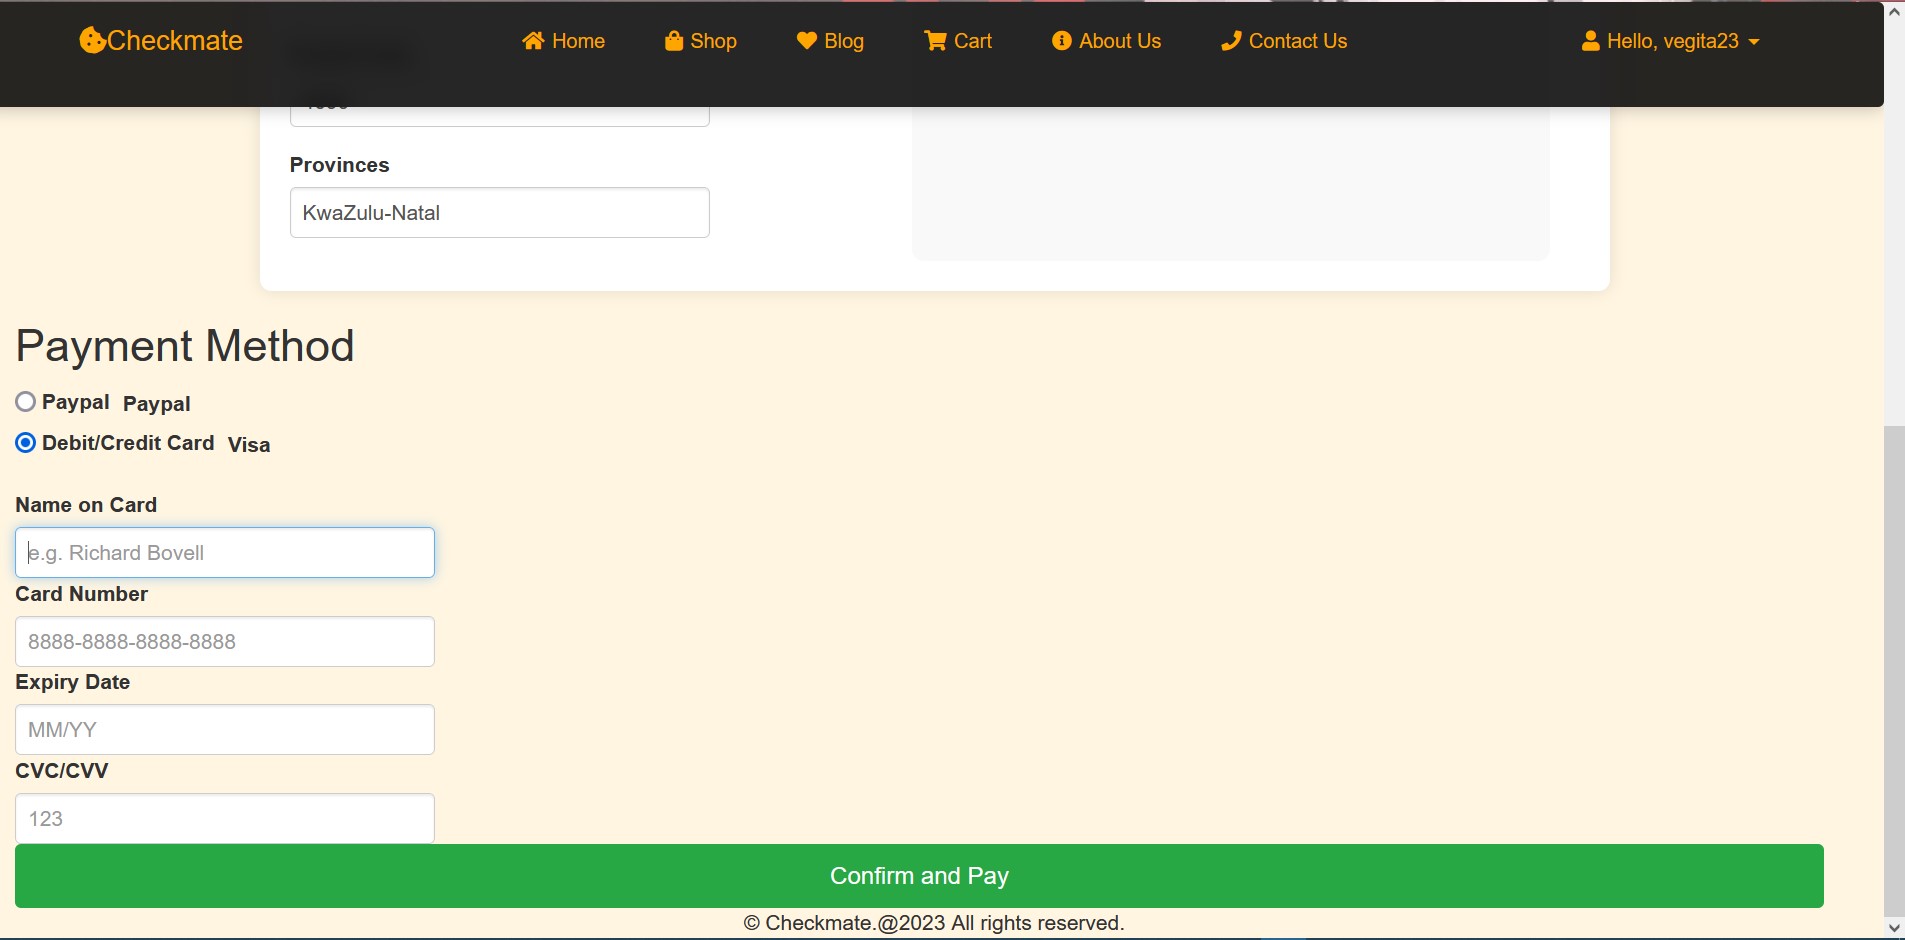 Checkmate Home Shop Blog Cart About Us Contact Us Hello, vegita23
Provinces
KwaZulu-Natal
Payment Method
Paypal Paypal
Debit/Credit Card Visa
Name on Card
e.g. Richard Bovell
Card Number
8888-8888-8888-8888
Expiry Date
MM/YY
CVC/CVV
123
Confirm and Pay
© Checkmate.@2023 All rights reserved.